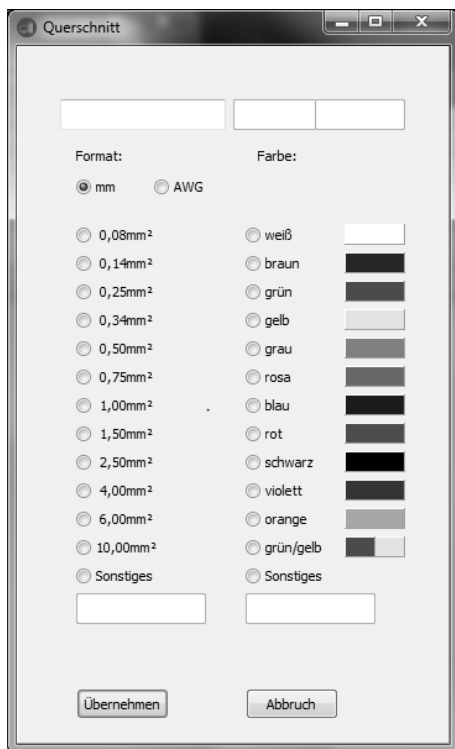 Querschnitt
Format: Farbe:
mm AWG
0,08mm² weiß
0,14mm² braun
0,25mm² grün
0,34mm² gelb
0,50mm² grau
0,75mm² rosa
1,00mm² blau
1,50mm² rot
2,50mm² schwarz
4,00mm² violett
6,00mm² orange
10,00mm² grün/gelb
Sonstiges Sonstiges
Übernehmen Abbruch